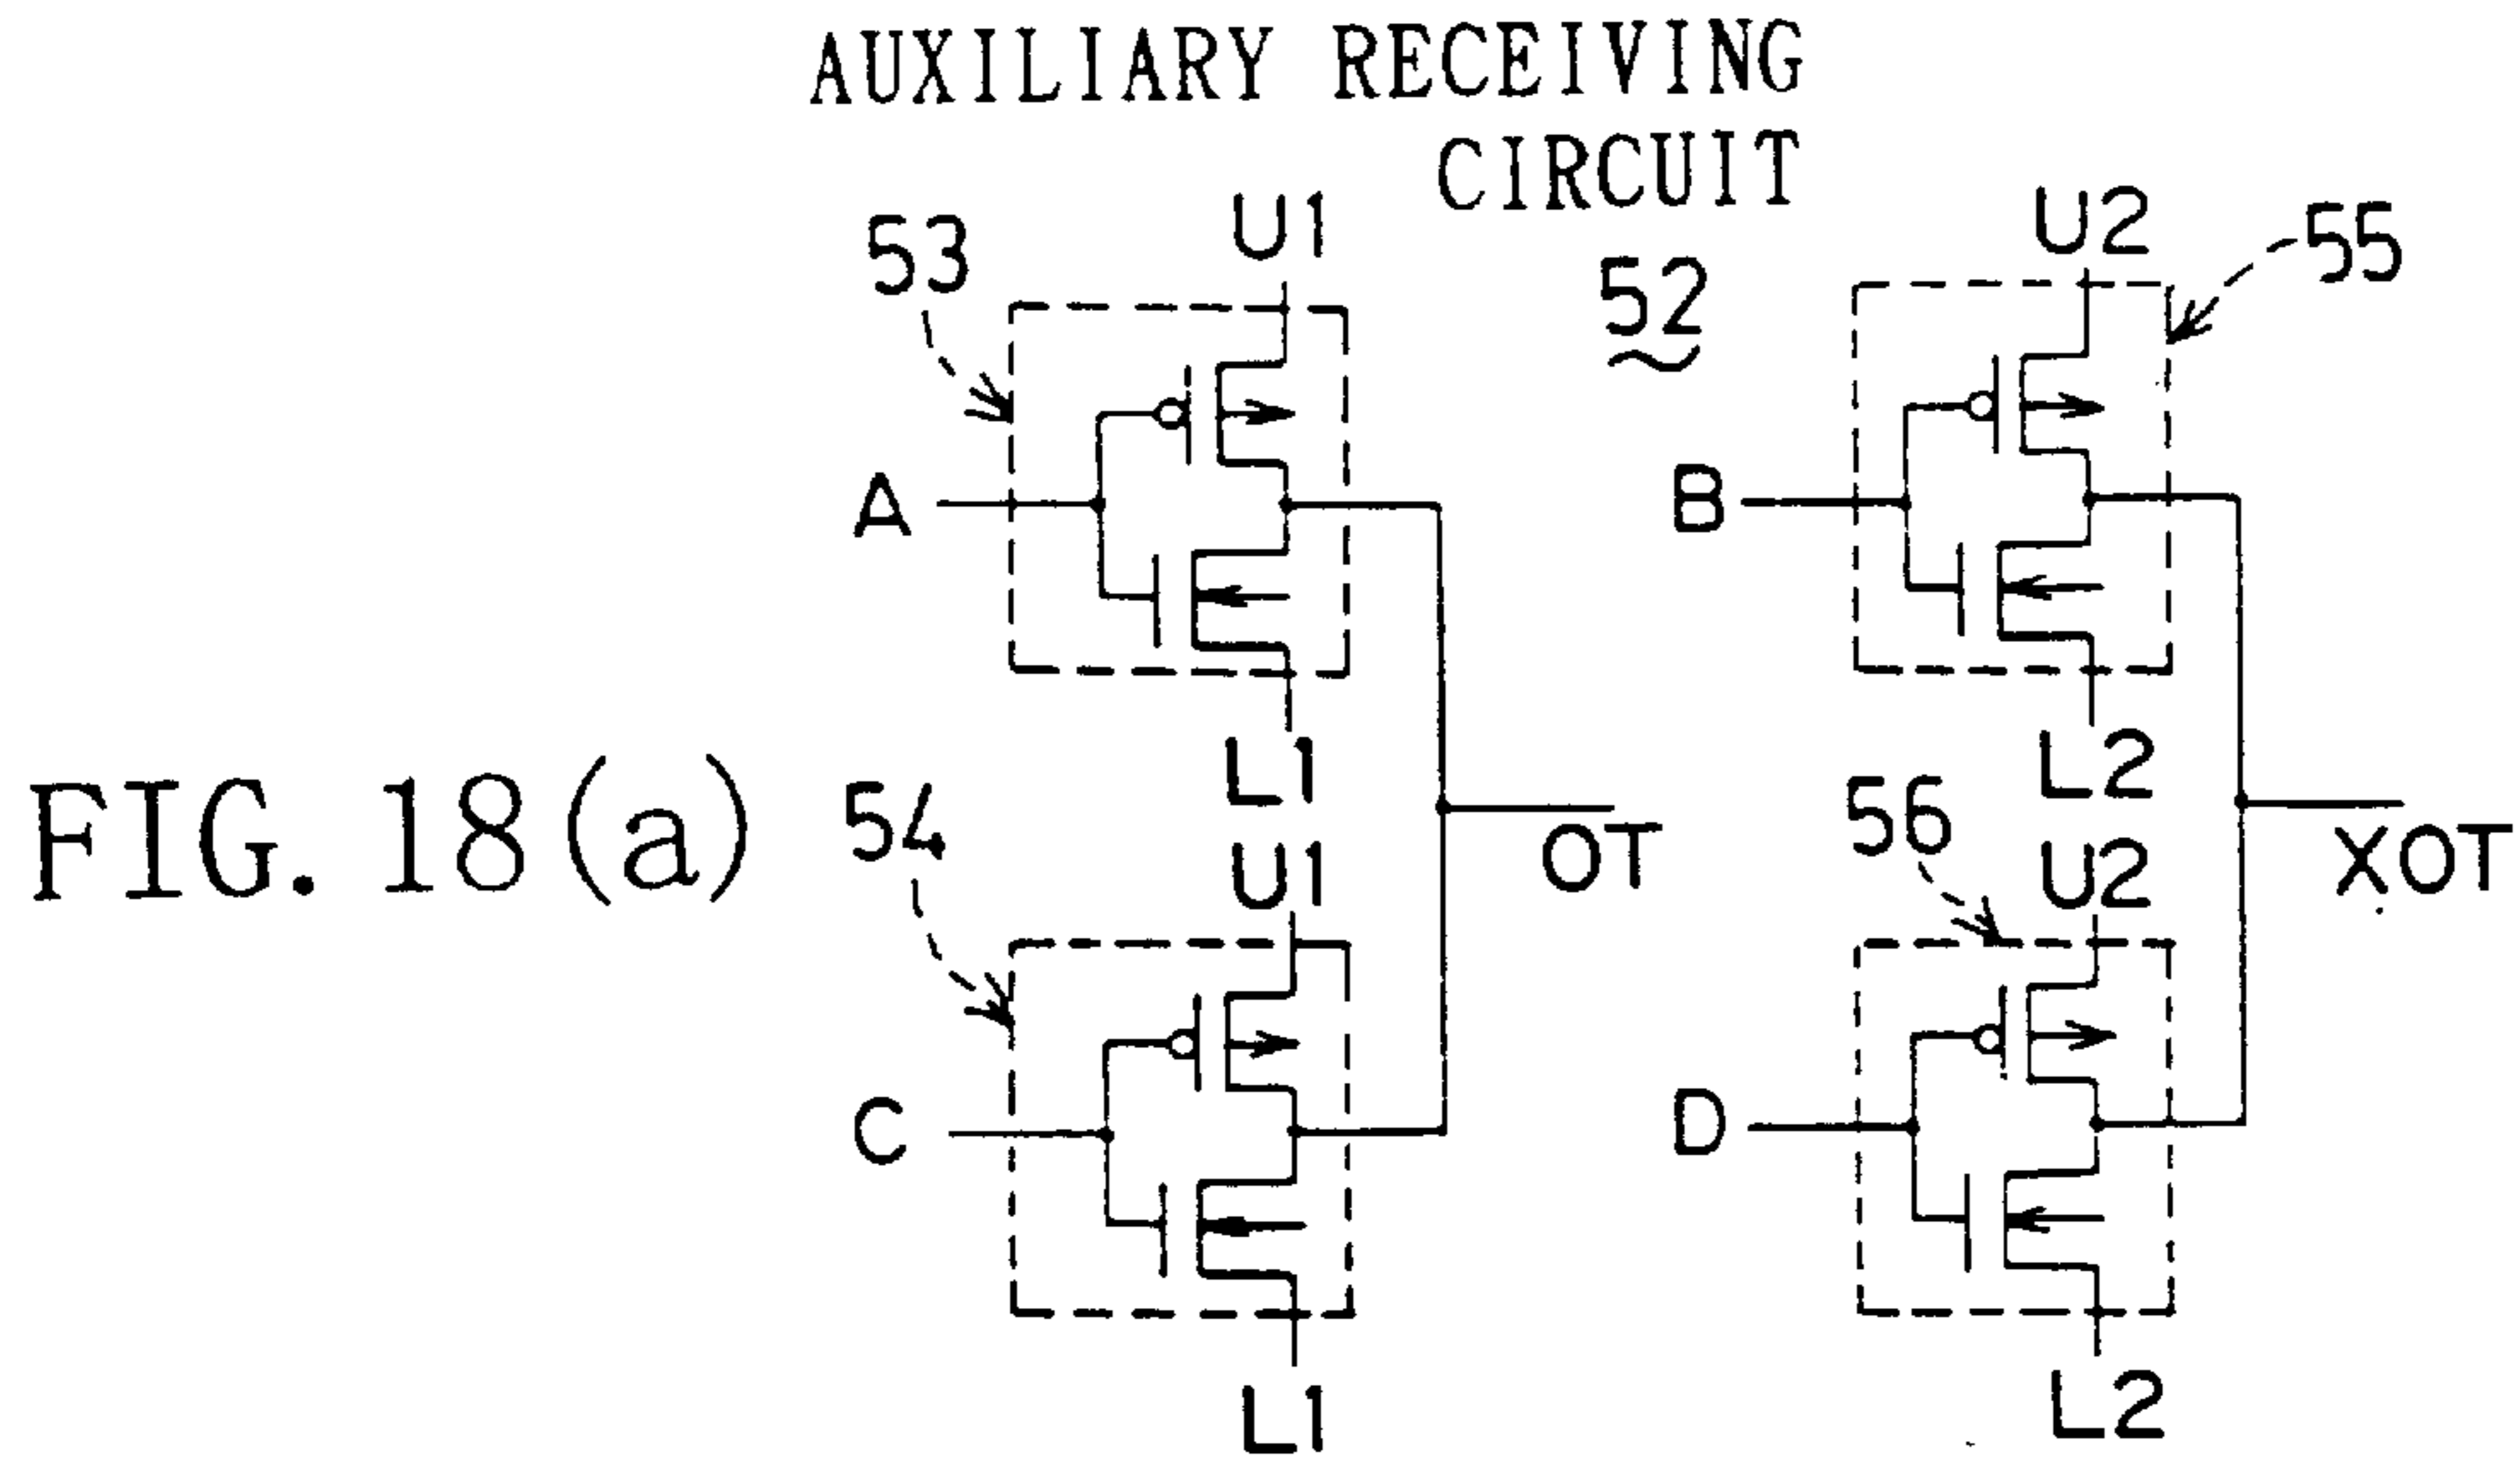 AUXILIARY RECEIVING
CIRCUIT
53
U1
52
U2
55
A
B
L1
L2
FIG. 18(a)
54
U1
OT
56
U2
XOT
C
D
L1
L2